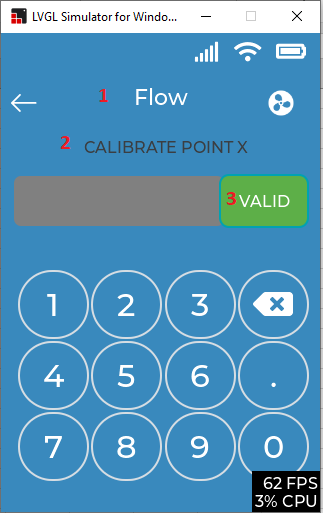 LVGL Simulator for Windo...
1 Flow
2 CALIBRATE POINT X
3 VALID
1 2 3
4 5 6 .
7 8 9 0
62 FPS
3% CPU